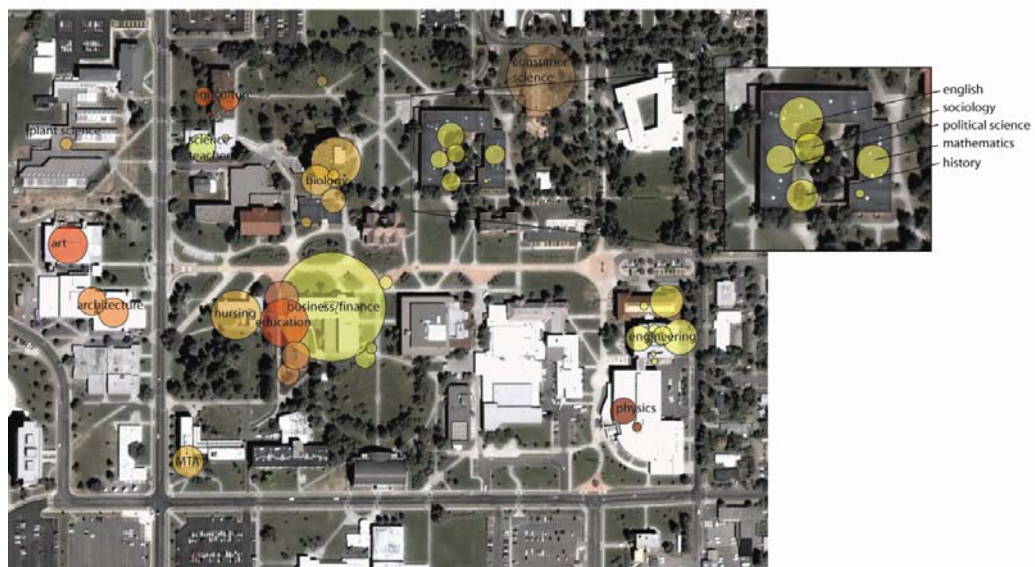 consumer
science
english
sociology
political science
mathematics
history
plant science
science
teacher
biology
art
architecture
nursing
education
business/finance
engineering
physics
MTA